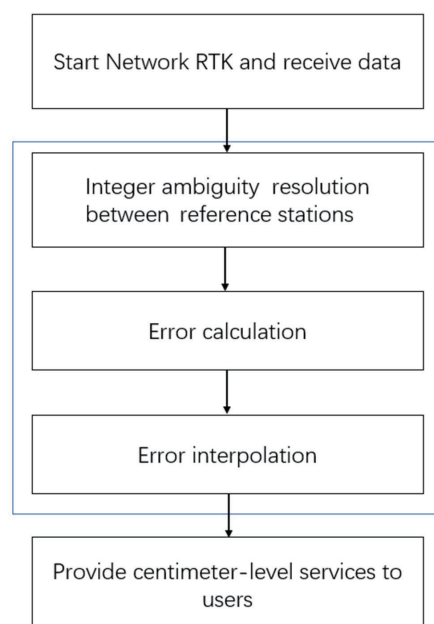 Start Network RTK and receive data
Integer ambiguity resolution
between reference stations
Error calculation
Error interpolation
Provide centimeter-level services to
users